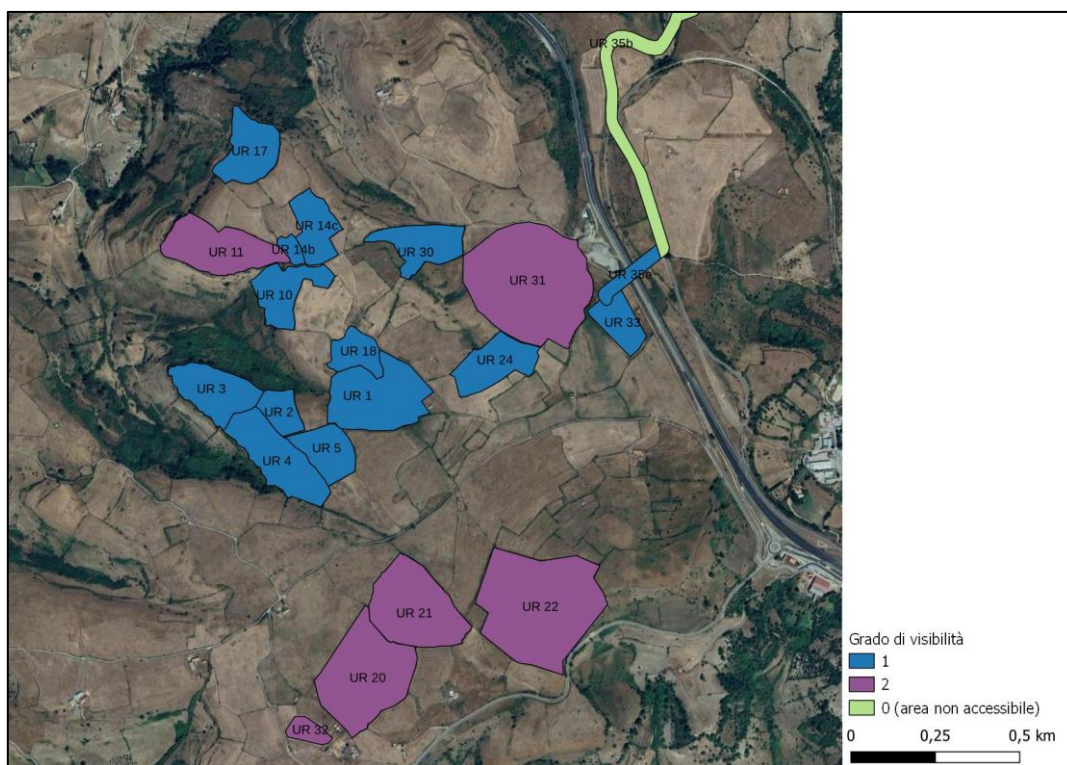 UR 35b
UR 17
UR 14c
UR 11
UR 14b
UR 30
UR 35a
UR 31
UR 10
UR 33
UR 18
UR 24
UR 3
UR 1
UR 2
UR 5
UR 4
UR 21
UR 22
UR 20
UR 32
Grado di visibilità
1
2
0 (area non accessibile)
0 0,25 0,5 km